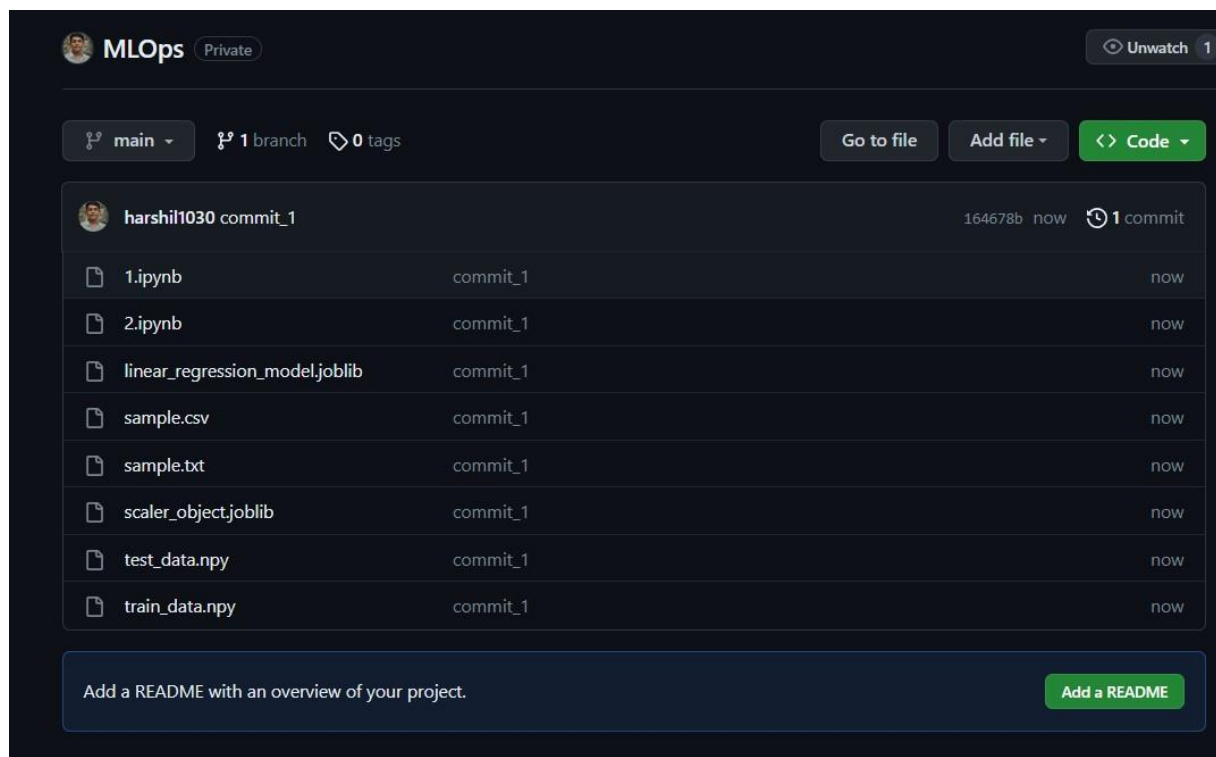 MLOps Private Unwatch 1
main 1 branch 0 tags Go to file Add file Code
harshil1030 commit_1 164678b now 1 commit
1.ipynb commit_1 now
2.ipynb commit_1 now
linear_regression_model.joblib commit_1 now
sample.csv commit_1 now
sample.txt commit_1 now
scaler_object.joblib commit_1 now
test_data.npy commit_1 now
train_data.npy commit_1 now
Add a README with an overview of your project. Add a README